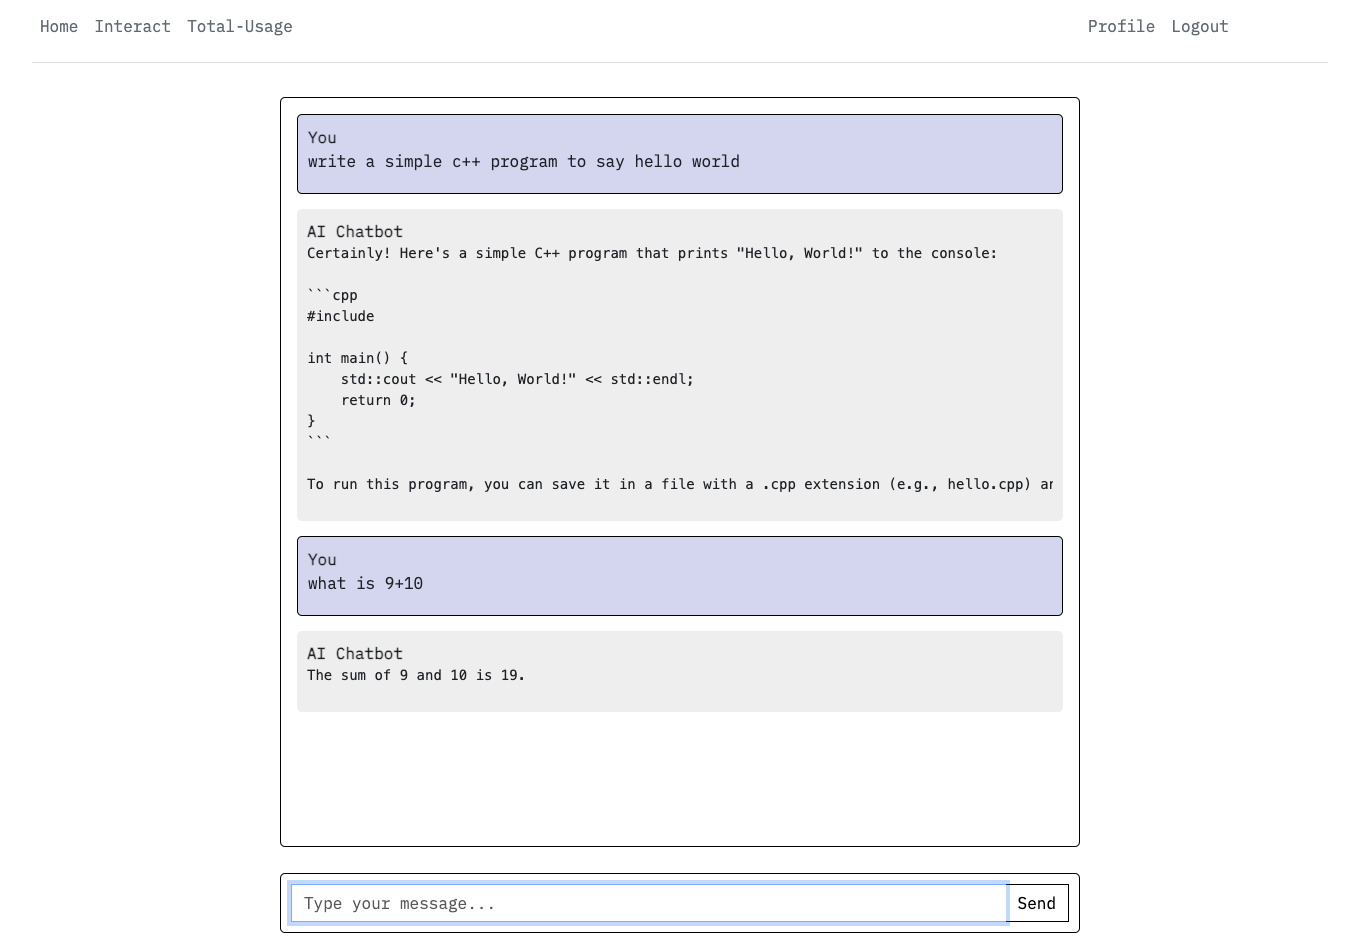 Home Interact Total-Usage Profile Logout
You
write a simple c++ program to say hello world
AI Chatbot
Certainly! Here's a simple C++ program that prints "Hello, World!" to the console:
```cpp
#include
int main() {
    std::cout << "Hello, World!" << std::endl;
    return 0;
}
```
To run this program, you can save it in a file with a .cpp extension (e.g., hello.cpp)
You
what is 9+10
AI Chatbot
The sum of 9 and 10 is 19.
Type your message... Send